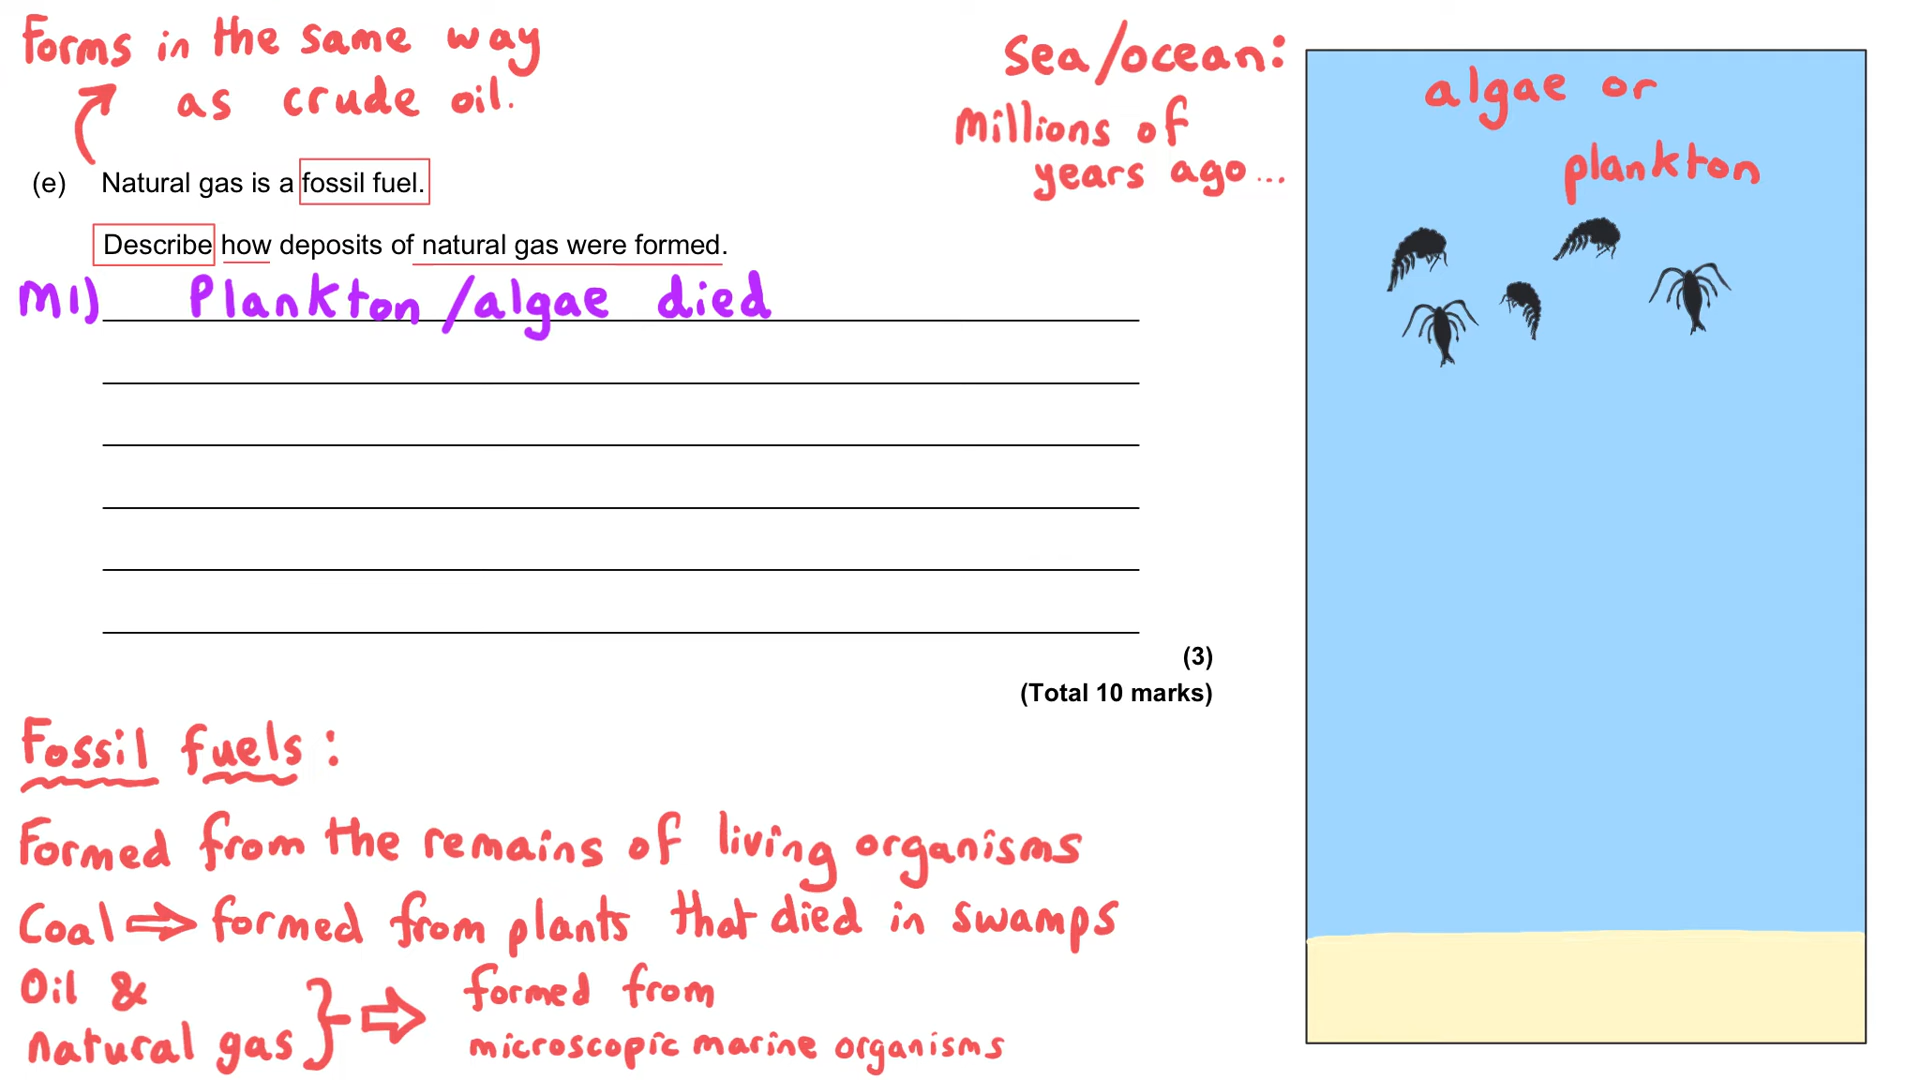 Forms in the same way
as crude oil.
(e) Natural gas is a fossil fuel.
Describe how deposits of natural gas were formed.
M1) Plankton/algae died
(3)
(Total 10 marks)
Fossil fuels:
Formed from the remains of living organisms
Coal ⇨ formed from plants that died in swamps
Oil &
natural gas } ⇨ formed from
microscopic marine organisms
Sea/ocean:
Millions of
years ago...
algae or
plankton